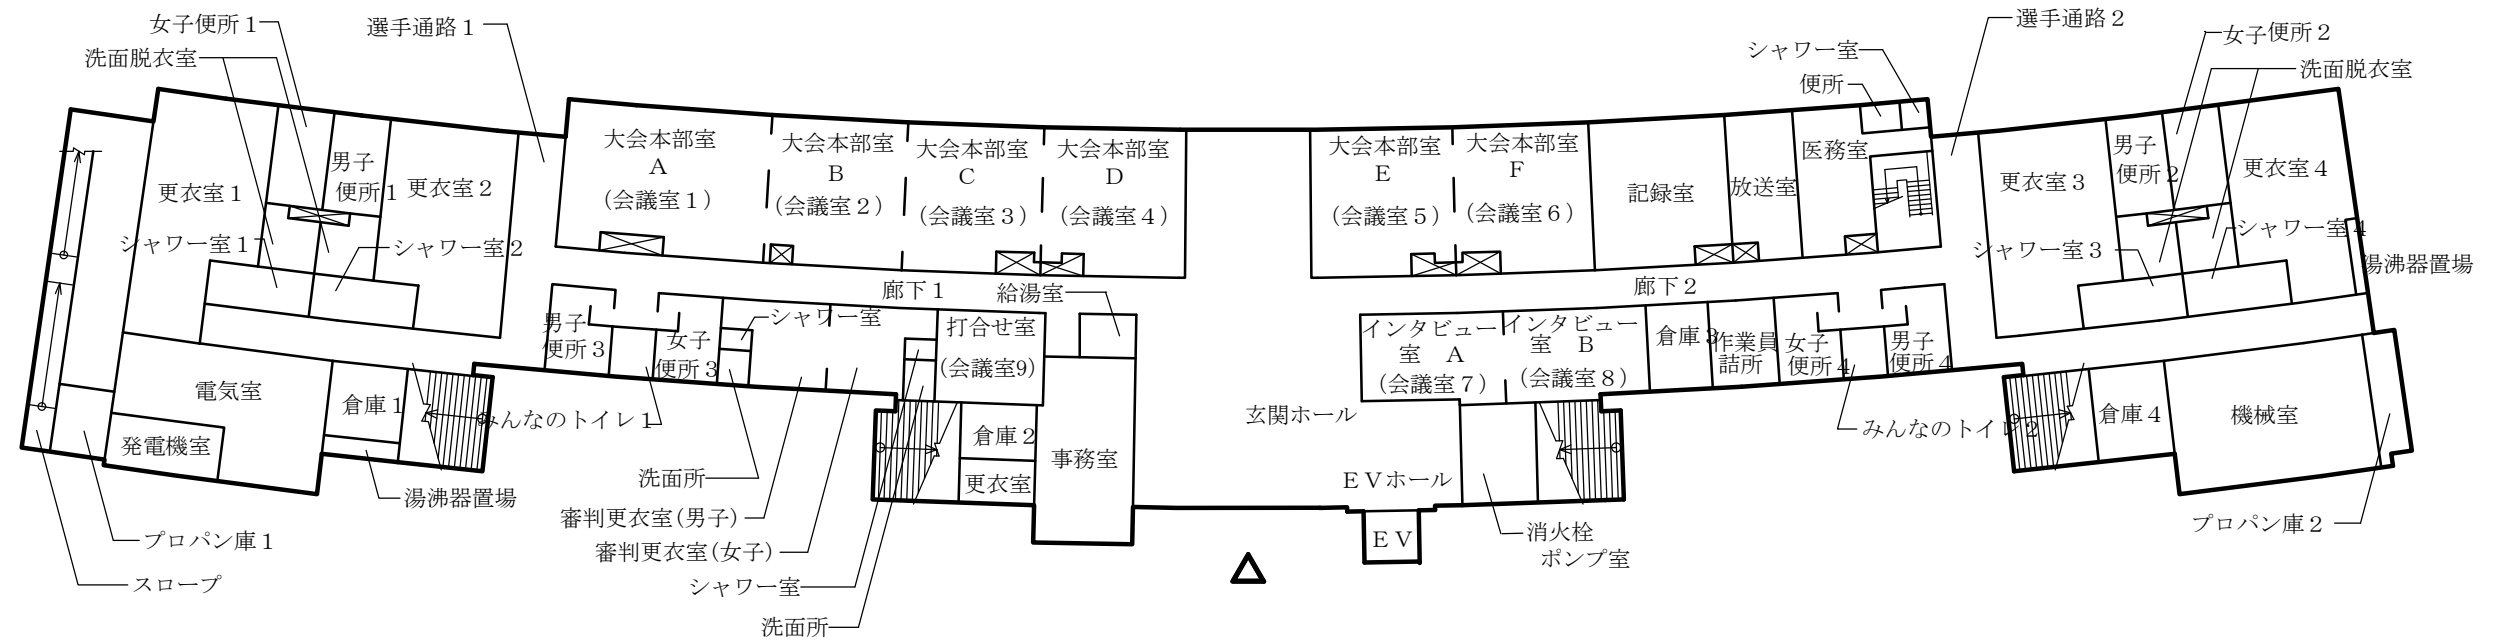 女子便所１
選手通路１
洗面脱衣室
男子
便所１
更衣室１
更衣室２
シャワー室１
シャワー室２
大会本部室
Ａ
(会議室１)
大会本部室
Ｂ
(会議室２)
大会本部室
Ｃ
(会議室３)
大会本部室
Ｄ
(会議室４)
大会本部室
Ｅ
(会議室５)
大会本部室
Ｆ
(会議室６)
記録室
放送室
医務室
シャワー室
便所
選手通路２
女子便所２
洗面脱衣室
男子
便所２
更衣室３
更衣室４
シャワー室３
シャワー室４
湯沸器置場
廊下１
給湯室
廊下２
男子
便所３
女子
便所３
シャワー室
打合せ室
(会議室9)
インタビュー
室　Ａ
(会議室７)
インタビュー
室　Ｂ
(会議室８)
倉庫３
作業員
詰所
女子
便所４
男子
便所４
電気室
倉庫１
発電機室
みんなのトイレ１
倉庫２
更衣室
事務室
玄関ホール
ＥＶホール
ＥＶ
みんなのトイレ２
倉庫４
機械室
湯沸器置場
洗面所
審判更衣室(男子)
審判更衣室(女子)
シャワー室
洗面所
消火栓
ポンプ室
プロパン庫１
スロープ
プロパン庫２